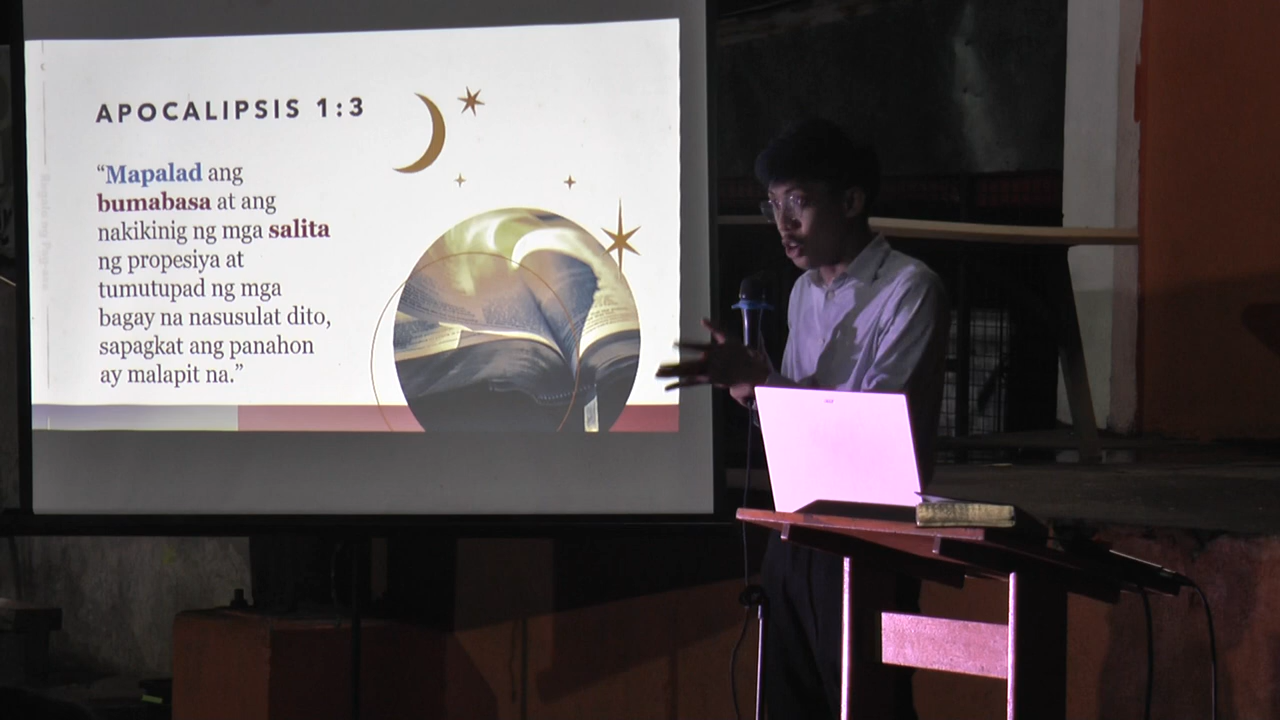 APOCALIPSIS 1:3
“Mapalad ang
bumabasa at ang
nakikinig ng mga salita
ng propesiya at
tumutupad ng mga
bagay na nasusulat dito,
sapagkat ang panahon
ay malapit na.”
acer